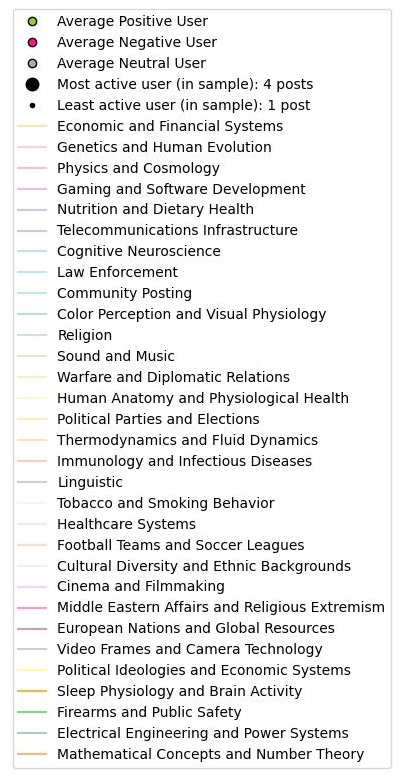 Average Positive User
Average Negative User
Average Neutral User
Most active user (in sample): 4 posts
Least active user (in sample): 1 post
Economic and Financial Systems
Genetics and Human Evolution
Physics and Cosmology
Gaming and Software Development
Nutrition and Dietary Health
Telecommunications Infrastructure
Cognitive Neuroscience
Law Enforcement
Community Posting
Color Perception and Visual Physiology
Religion
Sound and Music
Warfare and Diplomatic Relations
Human Anatomy and Physiological Health
Political Parties and Elections
Thermodynamics and Fluid Dynamics
Immunology and Infectious Diseases
Linguistic
Tobacco and Smoking Behavior
Healthcare Systems
Football Teams and Soccer Leagues
Cultural Diversity and Ethnic Backgrounds
Cinema and Filmmaking
Middle Eastern Affairs and Religious Extremism
European Nations and Global Resources
Video Frames and Camera Technology
Political Ideologies and Economic Systems
Sleep Physiology and Brain Activity
Firearms and Public Safety
Electrical Engineering and Power Systems
Mathematical Concepts and Number Theory